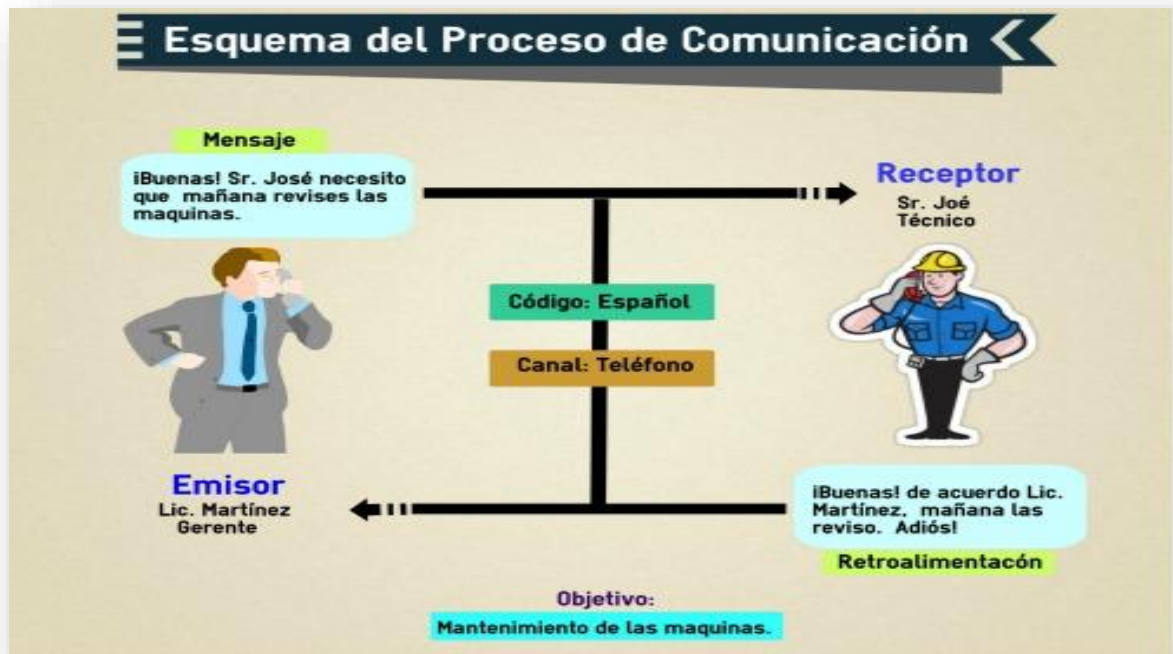 Esquema del Proceso de Comunicación
Mensaje
¡Buenas! Sr. José necesito
que mañana revises las
maquinas.
Receptor
Sr. Joé
Técnico
Código: Español
Canal: Teléfono
Emisor
Lic. Martínez
Gerente
¡Buenas! de acuerdo Lic.
Martínez, mañana las
reviso. Adiós!
Retroalimentacón
Objetivo:
Mantenimiento de las maquinas.